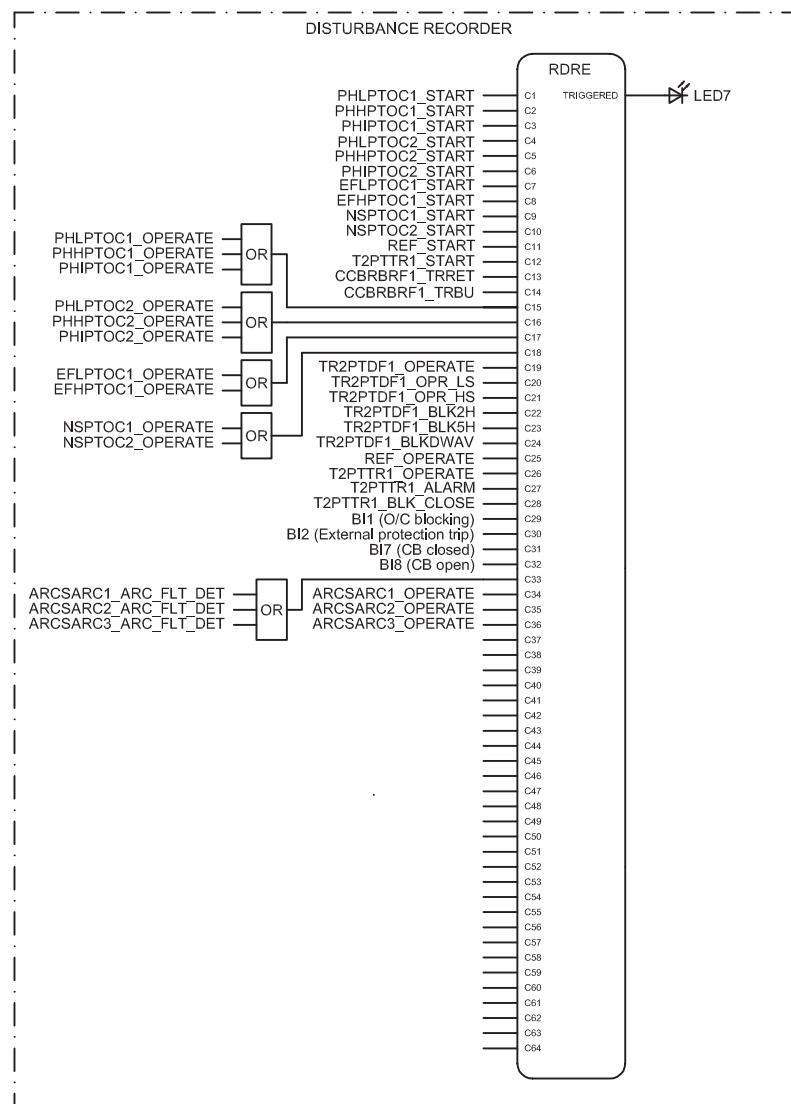 DISTURBANCE RECORDER
RDRE
TRIGGERED
LED7
PHLPTOC1_START C1
PHHPTOC1_START C2
PHIPTOC1_START C3
PHLPTOC2_START C4
PHHPTOC2_START C5
PHIPTOC2_START C6
EFLPTOC1_START C7
EFHPTOC1_START C8
NSPTOC1_START C9
NSPTOC2_START C10
REF_START C11
T2PTTR1_START C12
CCBRBRF1_TRRET C13
CCBRBRF1_TRBU C14
PHLPTOC1_OPERATE
PHHPTOC1_OPERATE
PHIPTOC1_OPERATE
OR
C15
PHLPTOC2_OPERATE
PHHPTOC2_OPERATE
PHIPTOC2_OPERATE
OR
C16
EFLPTOC1_OPERATE
EFHPTOC1_OPERATE
OR
C17
NSPTOC1_OPERATE
NSPTOC2_OPERATE
OR
C18
TR2PTDF1_OPERATE C19
TR2PTDF1_OPR_LS C20
TR2PTDF1_OPR_HS C21
TR2PTDF1_BLK2H C22
TR2PTDF1_BLK5H C23
TR2PTDF1_BLKDWAV C24
REF_OPERATE C25
T2PTTR1_OPERATE C26
T2PTTR1_ALARM C27
T2PTTR1_BLK_CLOSE C28
BI1 (O/C blocking) C29
BI2 (External protection trip) C30
BI7 (CB closed) C31
BI8 (CB open) C32
ARCSARC1_ARC_FLT_DET
ARCSARC2_ARC_FLT_DET
ARCSARC3_ARC_FLT_DET
OR
C33
ARCSARC1_OPERATE C34
ARCSARC2_OPERATE C35
ARCSARC3_OPERATE C36
C37
C38
C39
C40
C41
C42
C43
C44
C45
C46
C47
C48
C49
C50
C51
C52
C53
C54
C55
C56
C57
C58
C59
C60
C61
C62
C63
C64